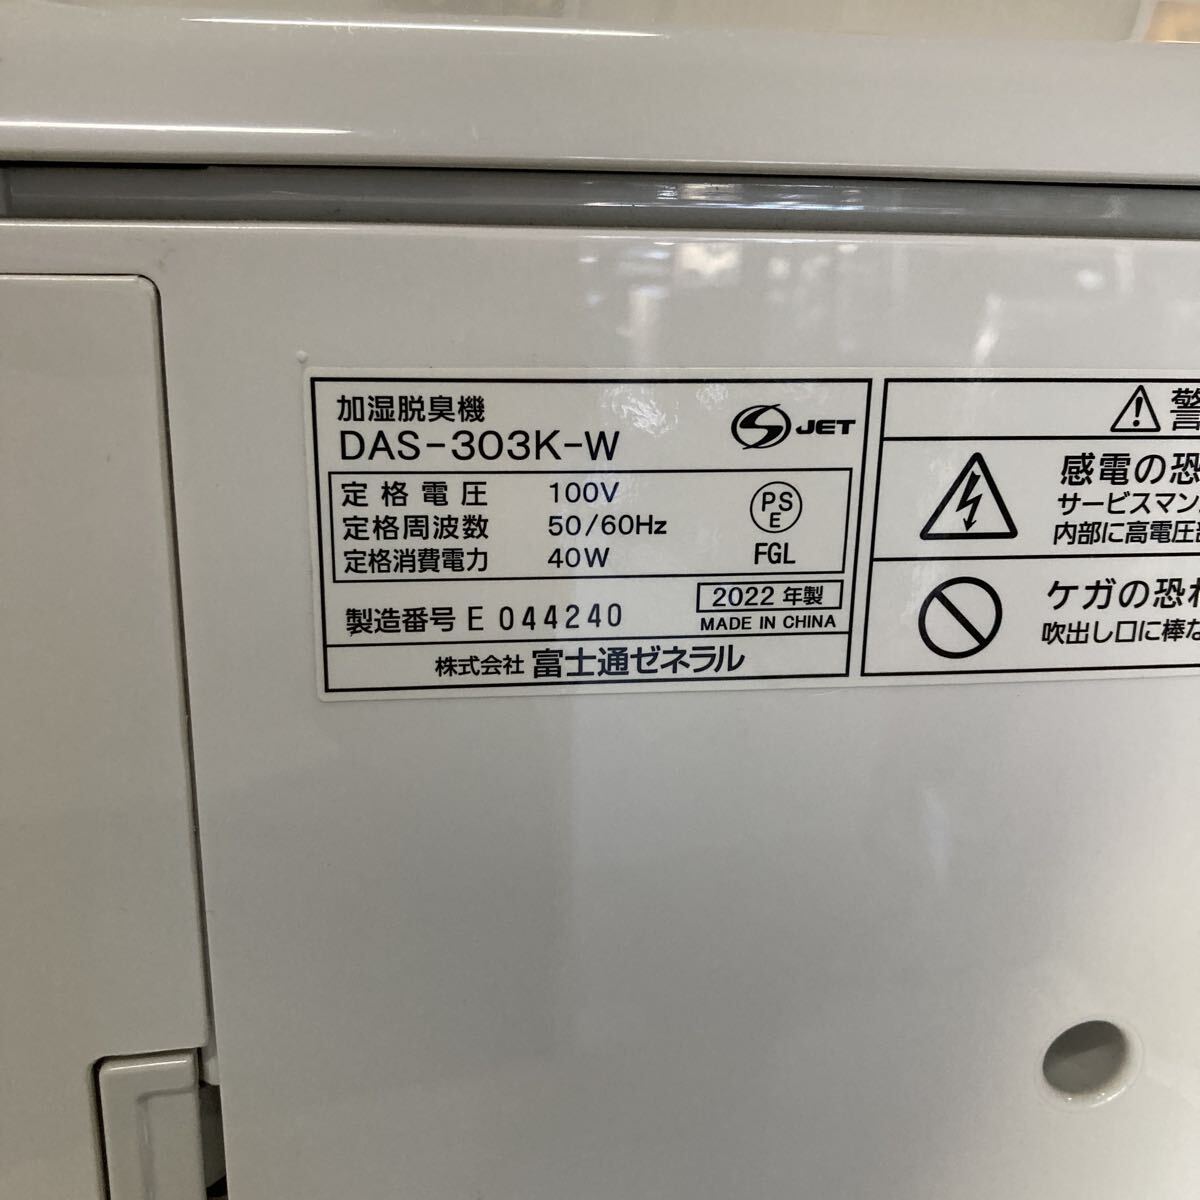 加湿脱臭機
DAS-303K-W
S JET
定格電圧 100V
定格周波数 50/60Hz
定格消費電力 40W
PS
E
FGL
製造番号 E 044240
2022 年製
MADE IN CHINA
株式会社 富士通ゼネラル
警
感電の恐
サービスマン
内部に高電圧
ケガの恐
吹出し口に棒な